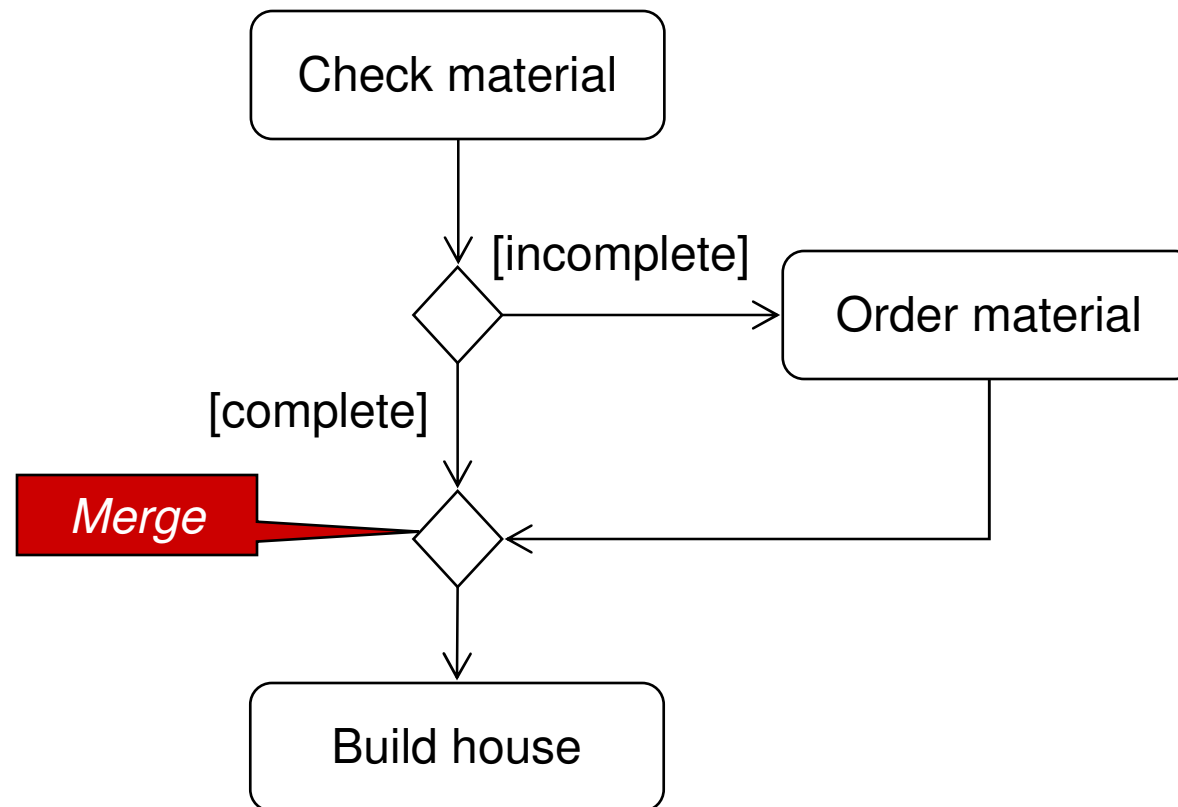 Check material
[incomplete]
Order material
[complete]
Merge
Build house